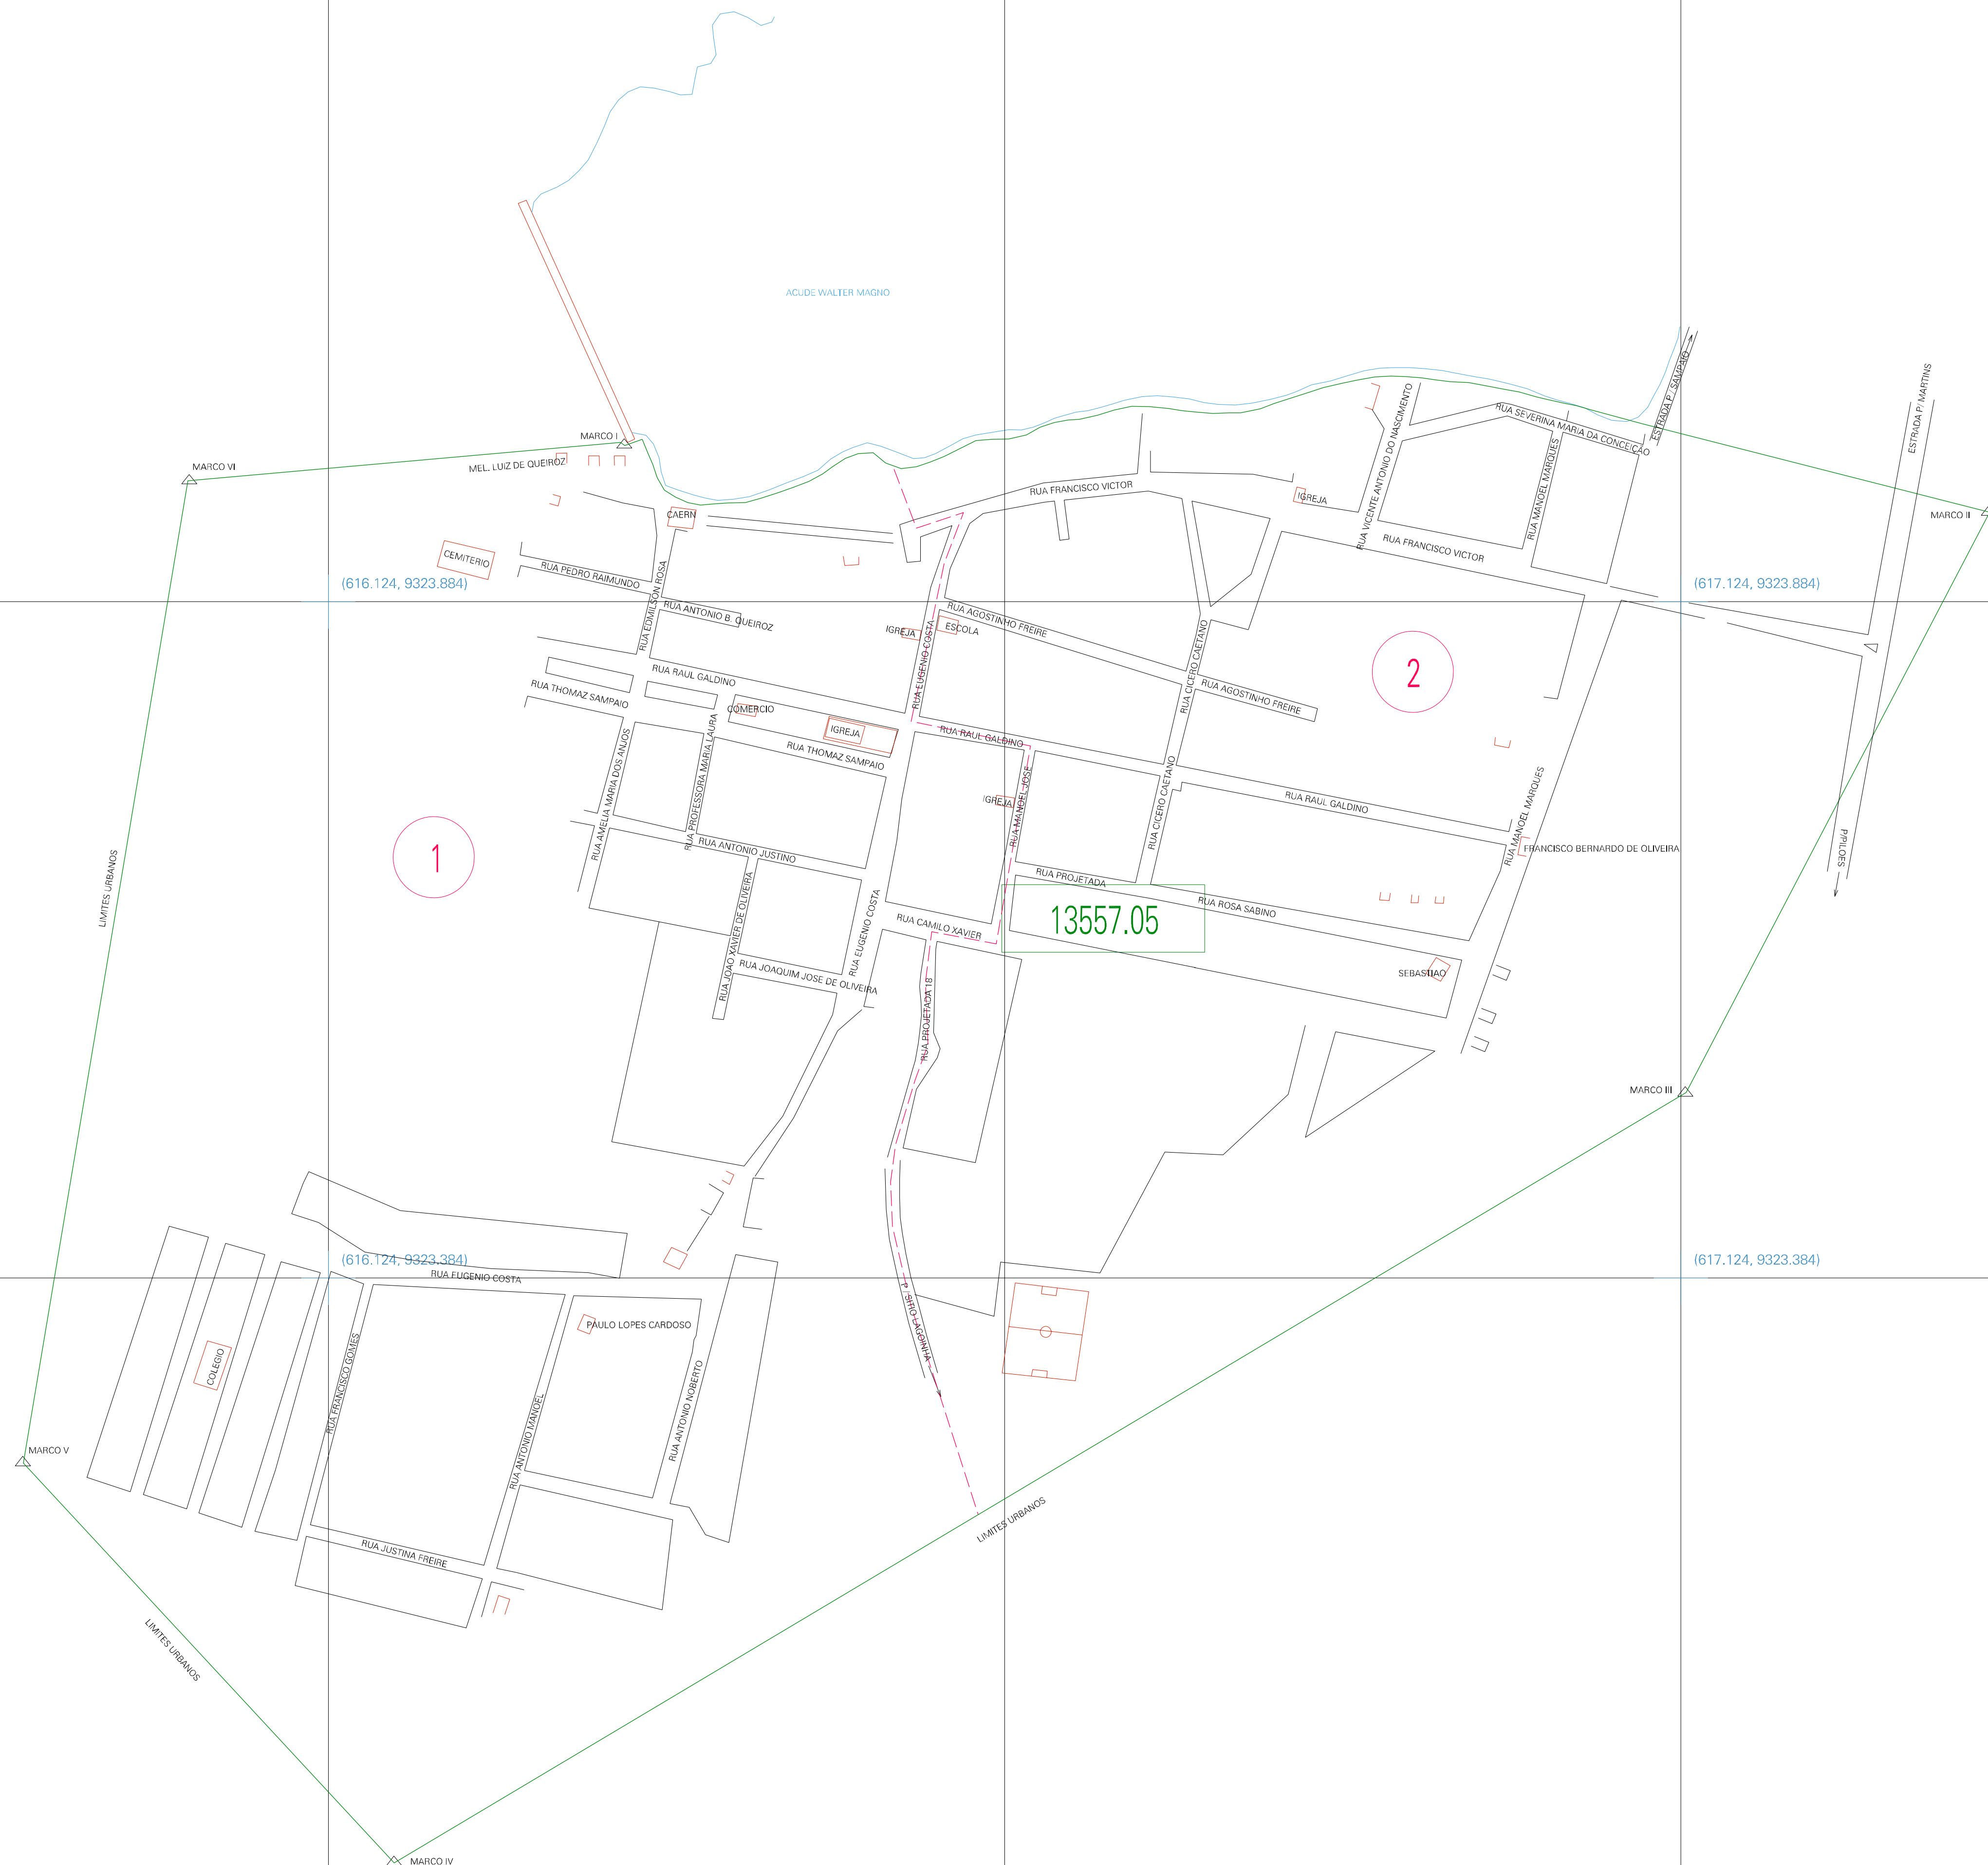 ACUDE WALTER MAGNO
ESTRADA P / SAMPAIO
ESTRADA P/ MARTINS
MARCO I
MARCO VI
MEL. LUIZ DE QUEIROZ
RUA SEVERINA MARIA DA CONCEIÇAO
RUA VICENTE ANTONIO DO NASCIMENTO
RUA MANOEL MARQUES
RUA FRANCISCO VICTOR
IGREJA
MARCO II
CAERN
RUA FRANCISCO VICTOR
CEMITERIO
RUA PEDRO RAIMUNDO
(616.124, 9323.884)
(617.124, 9323.884)
RUA EDMILSON ROSA
RUA ANTONIO B. QUEIROZ
RUA AGOSTINHO FREIRE
IGREJA
ESCOLA
RUA EUGENIO COSTA
RUA CICERO CAETANO
2
RUA RAUL GALDINO
RUA THOMAZ SAMPAIO
RUA AGOSTINHO FREIRE
COMERCIO
IGREJA
RUA RAUL GALDINO
RUA AMELIA MARIA DOS ANJOS
RUA PROFESSORA MARIA LAURA
RUA THOMAZ SAMPAIO
RUA MANOEL JOSE
IGREJA
RUA CICERO CAETANO
RUA RAUL GALDINO
RUA MANOEL MARQUES
FRANCISCO BERNARDO DE OLIVEIRA
P/PILOES
1
RUA ANTONIO JUSTINO
LIMITES URBANOS
RUA PROJETADA
RUA ROSA SABINO
13557.05
RUA JOAO XAVIER DE OLIVEIRA
RUA EUGENIO COSTA
RUA CAMILO XAVIER
RUA JOAQUIM JOSE DE OLIVEIRA
SEBASTIAO
RUA PROJETADA 18
MARCO III
(616.124, 9323.384)
(617.124, 9323.384)
RUA EUGENIO COSTA
P / SITIO LAGOINHA
PAULO LOPES CARDOSO
COLEGIO
RUA FRANCISCO GOMES
RUA ANTONIO NOBERTO
RUA ANTONIO MANOEL
MARCO V
LIMITES URBANOS
RUA JUSTINA FREIRE
LIMITES URBANOS
MARCO IV